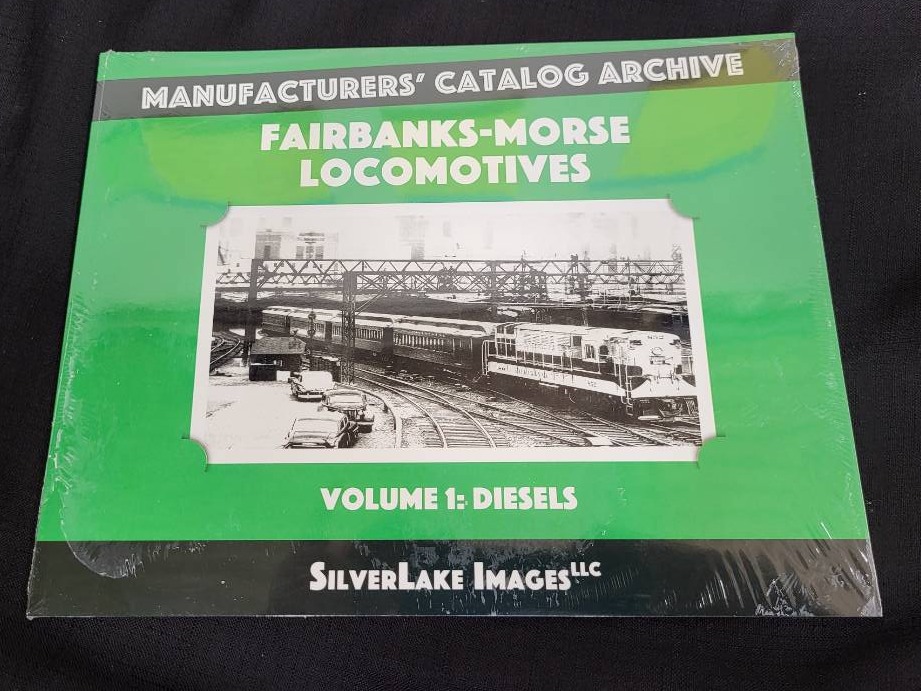 MANUFACTURERS' CATALOG ARCHIVE
FAIRBANKS-MORSE
LOCOMOTIVES
VOLUME 1: DIESELS
SILVERLAKE IMAGES LLC